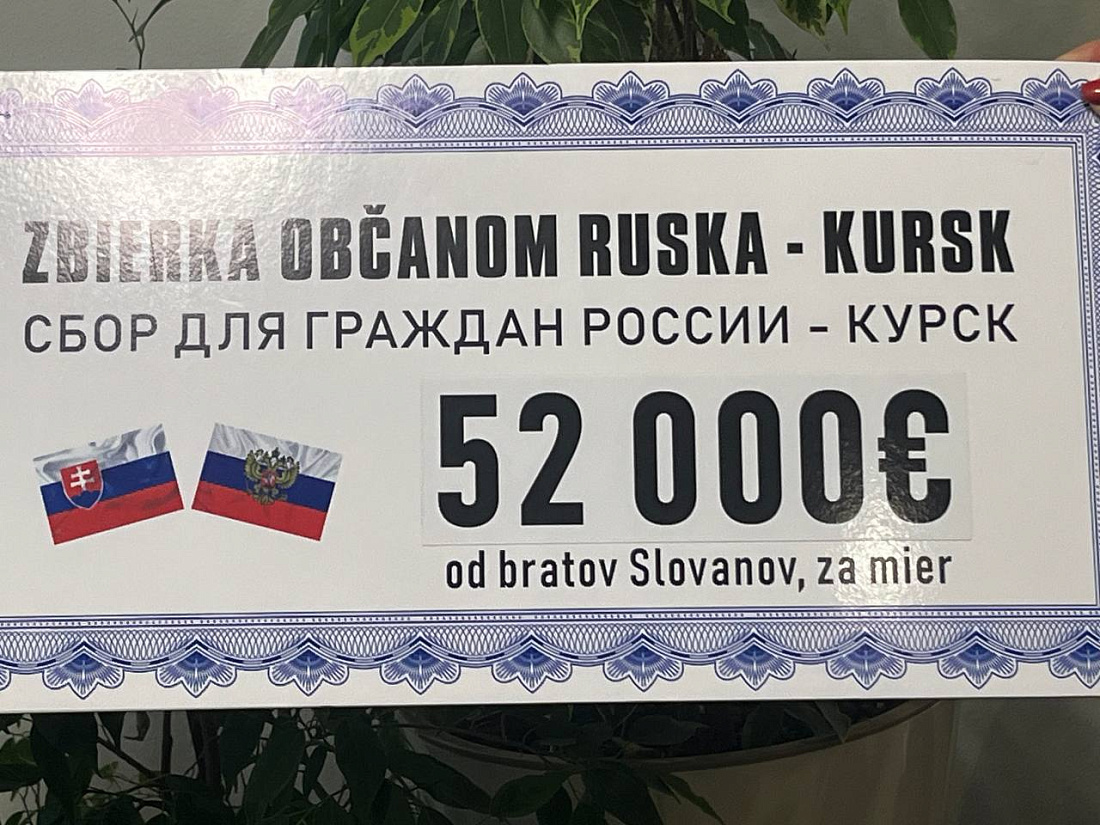 ZBIERKA OBČANOM RUSKA - KURSK
СБОР ДЛЯ ГРАЖДАН РОССИИ - КУРСК
52 000€
od bratov Slovanov, za mier